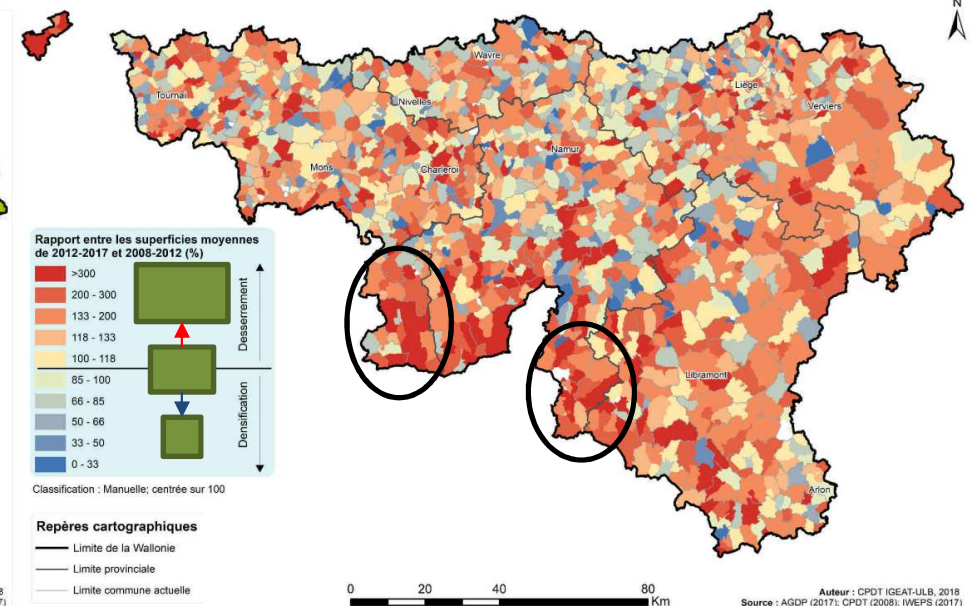 N
Wavre
Tournai
Nivelles
Liège
Verviers
Namur
Mons
Charleroi
Libramont
Arlon
Rapport entre les superficies moyennes
de 2012-2017 et 2008-2012 (%)
>300
200 - 300
133 - 200
118 - 133
100 - 118
85 - 100
66 - 85
50 - 66
33 - 50
0 - 33
Desserrement
Densification
Classification : Manuelle; centrée sur 100
Repères cartographiques
Limite de la Wallonie
Limite provinciale
Limite commune actuelle
0 20 40 80
Km
Auteur : CPDT IGEAT-ULB, 2018
Source : AGDP (2017); CPDT (2008); IWEPS (2017)
8
7)